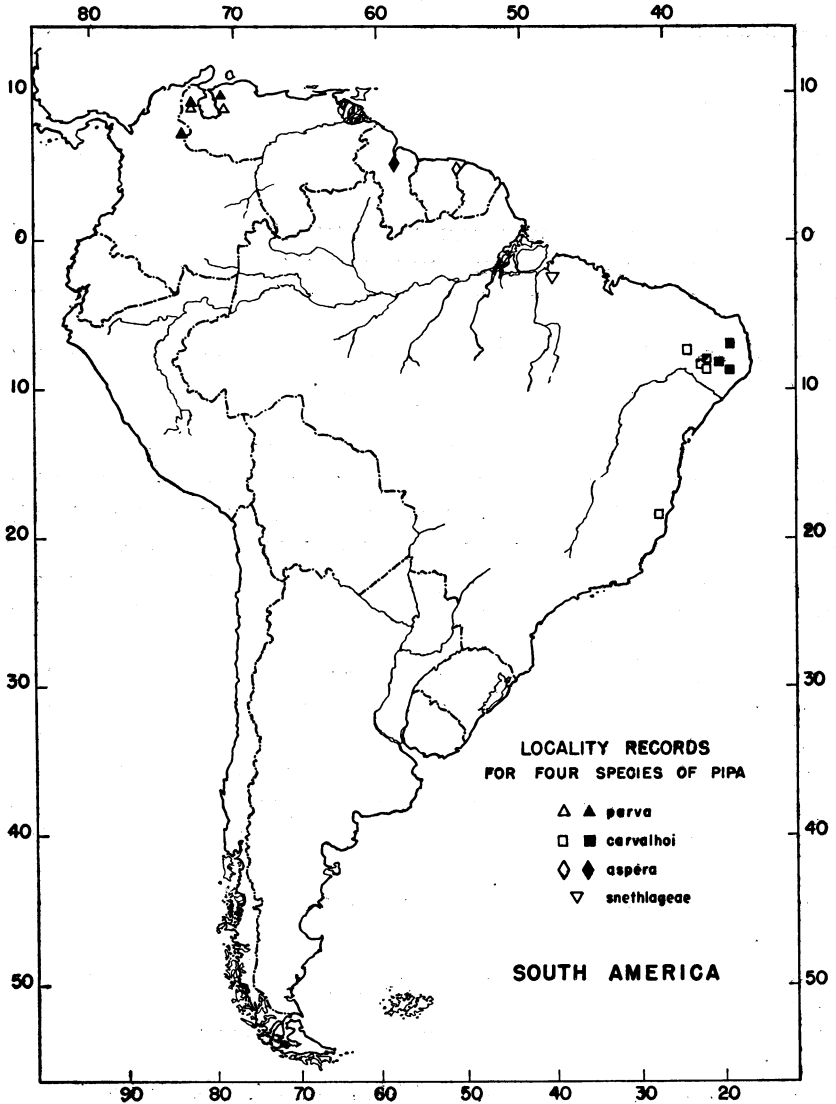 80 70 60 50 40
10 10
0 0
10 10
20 20
30 30
LOCALITY RECORDS
FOR FOUR SPECIES OF PIPA
parva
40 carvalhoi 40
aspera
snethlageae
SOUTH AMERICA
50 50
90 80 70 60 50 40 30 20